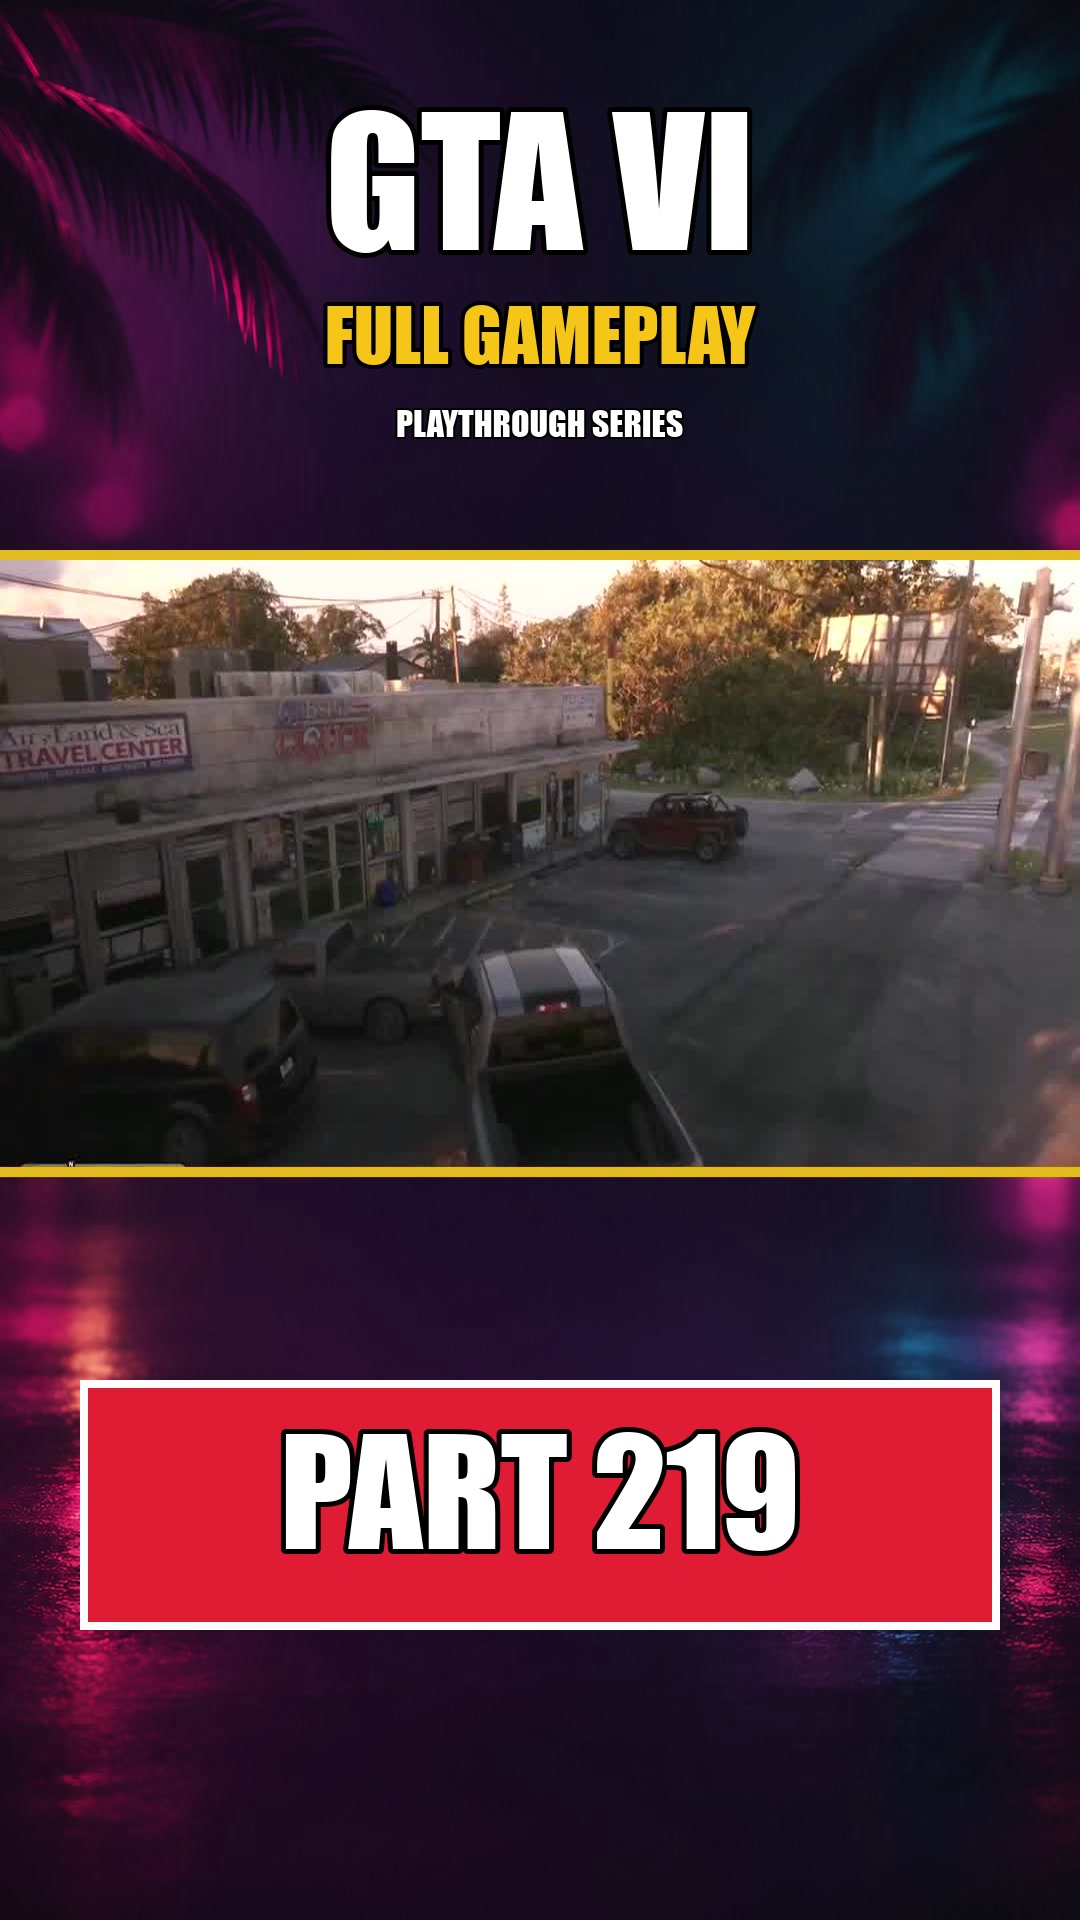 GTA VI
FULL GAMEPLAY
PLAYTHROUGH SERIES
Air, Land & Sea
TRAVEL CENTER
N
PART 219